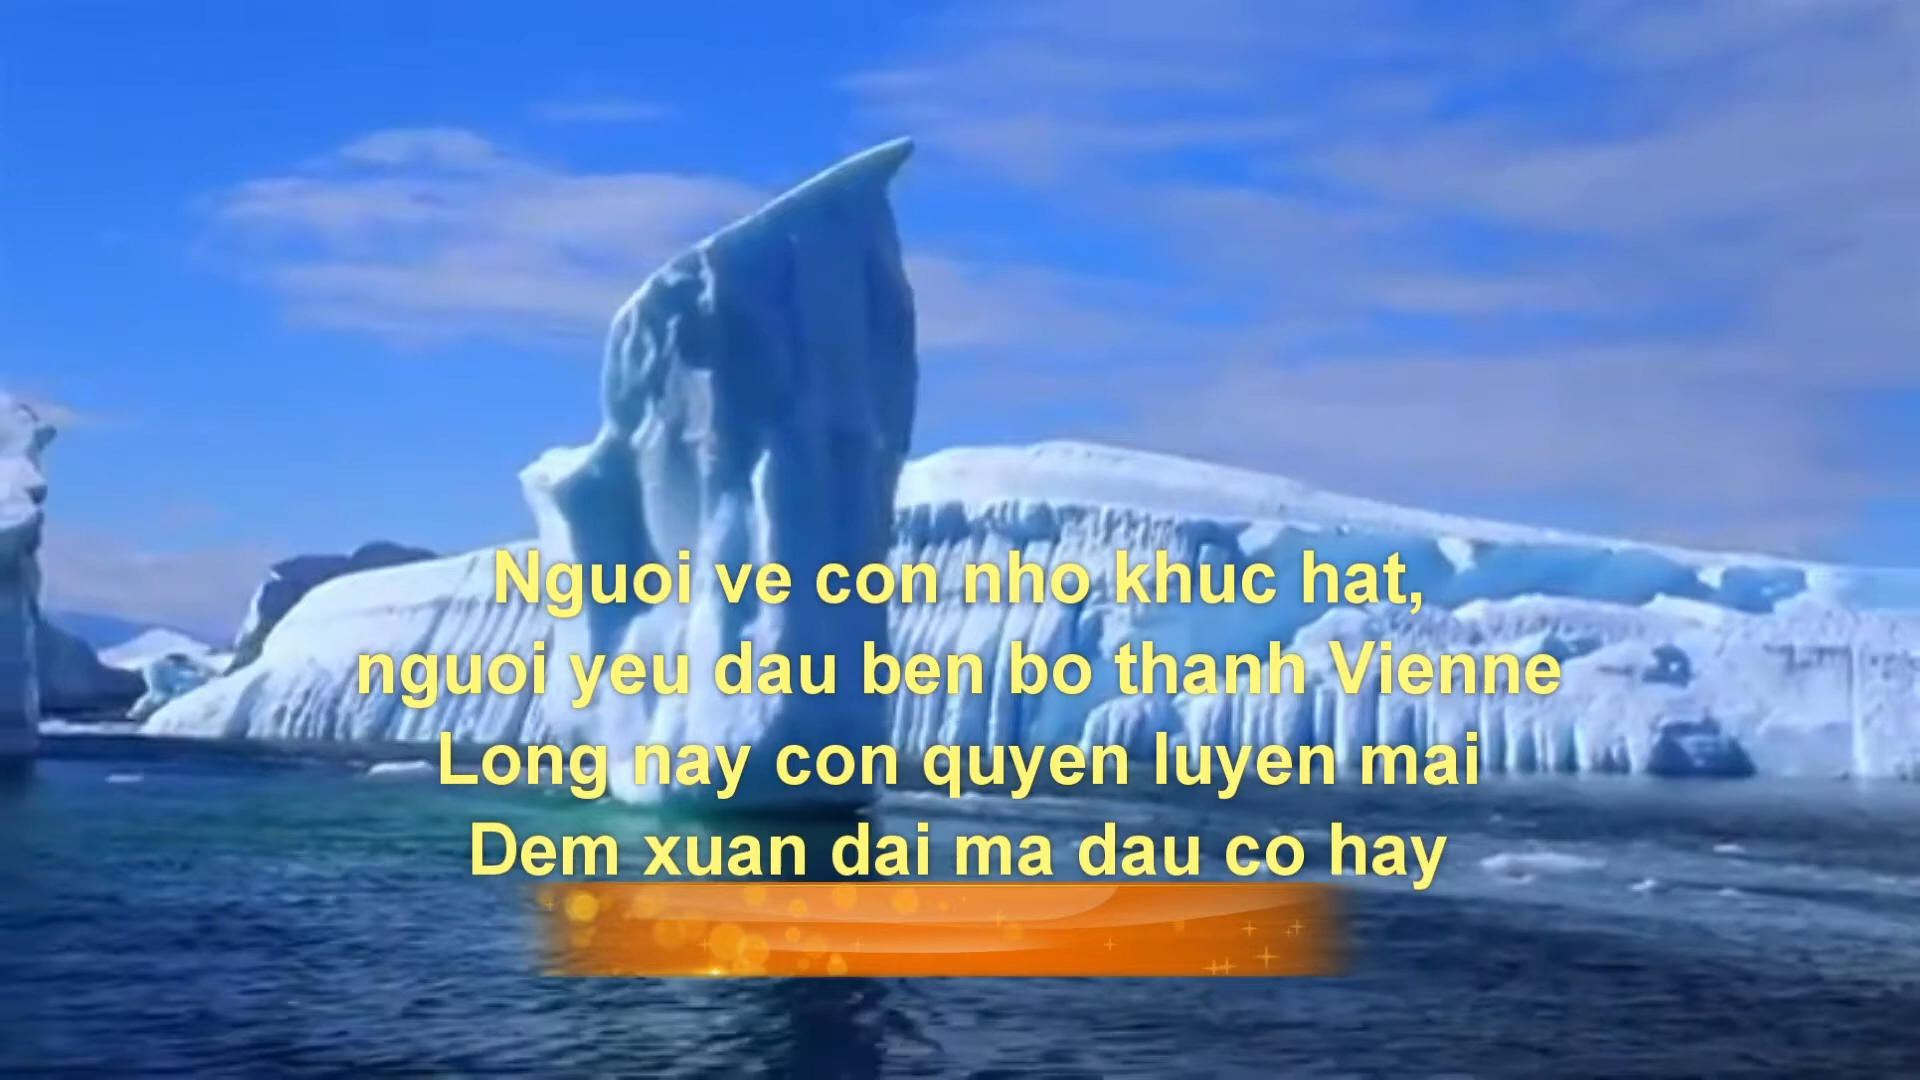 Nguoi ve con nho khuc hat,
nguoi yeu dau ben bo thanh Vienne
Long nay con quyen luyen mai
Dem xuan dai ma dau co hay